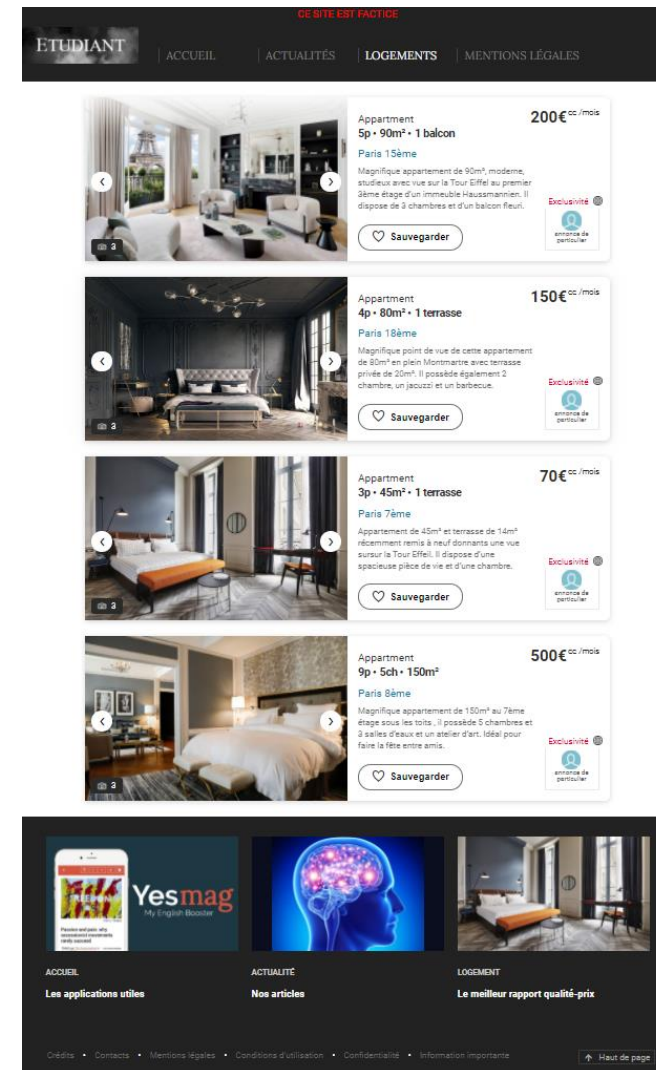 CE SITE EST FACTICE
ETUDIANT
ACCUEIL
ACTUALITÉS
LOGEMENTS
MENTIONS LÉGALES
Appartment
5p • 90m² • 1 balcon
Paris 15ème
Magnifique appartement de 90m², moderne,
studieux avec vue sur la Tour Eiffel au premier
3ème étage d'un immeuble Haussmannien. Il
dispose de 3 chambres et d'un balcon fleuri.
Sauvegarder
200€ cc /mois
Exclusivité
annonce de
particulier
3
Appartment
4p • 80m² • 1 terrasse
Paris 18ème
Magnifique point de vue de cette appartement
de 80m² en plein Montmartre avec terrasse
privée de 20m². Il possède également 2
chambre, un jacuzzi et un barbecue.
Sauvegarder
150€ cc /mois
Exclusivité
annonce de
particulier
3
Appartment
3p • 45m² • 1 terrasse
Paris 7ème
Appartement de 45m² et terrasse de 14m²
récemment remis à neuf donnants une vue
sursur la Tour Effeil. Il dispose d'une
spacieuse pièce de vie et d'une chambre.
Sauvegarder
70€ cc /mois
Exclusivité
annonce de
particulier
3
Appartment
9p • 5ch • 150m²
Paris 8ème
Magnifique appartement de 150m² au 7ème
étage sous les toits , il possède 5 chambres et
3 salles d'eaux et un atelier d'art. Idéal pour
faire la fête entre amis.
Sauvegarder
500€ cc /mois
Exclusivité
annonce de
particulier
3
Yesmag
My English Booster
Passion and pain: why
rarely succeed
ACCUEIL
Les applications utiles
ACTUALITÉ
Nos articles
LOGEMENT
Le meilleur rapport qualité-prix
Crédits • Contacts • Mentions légales • Conditions d'utilisation • Confidentialité • Information importante
Haut de page